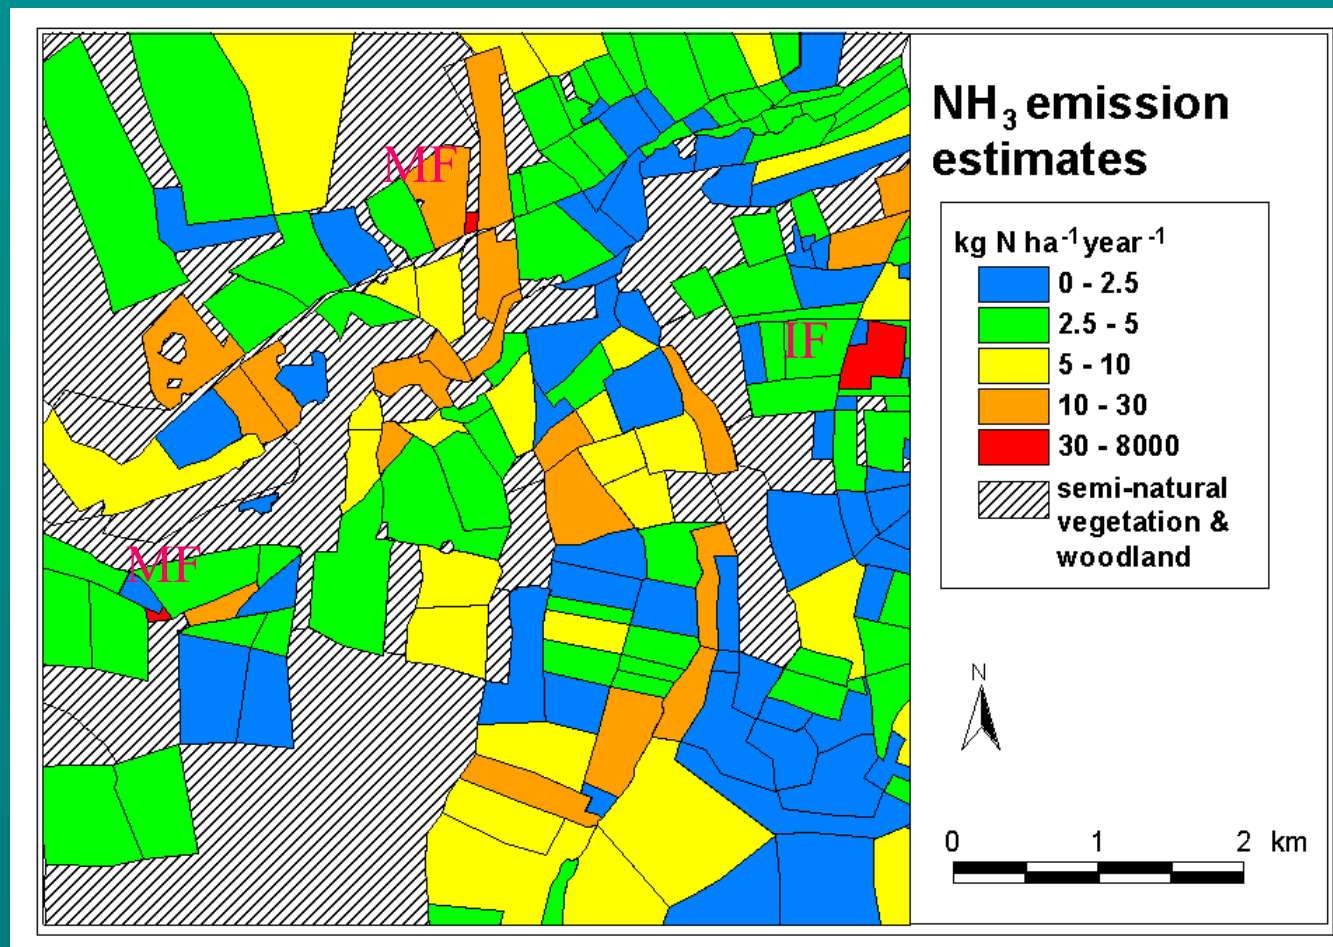 NH₃ emission
estimates
kg N ha⁻¹ year⁻¹
0 - 2.5
2.5 - 5
5 - 10
10 - 30
30 - 8000
semi-natural
vegetation &
woodland
MF
IF
MF
N
0 1 2 km